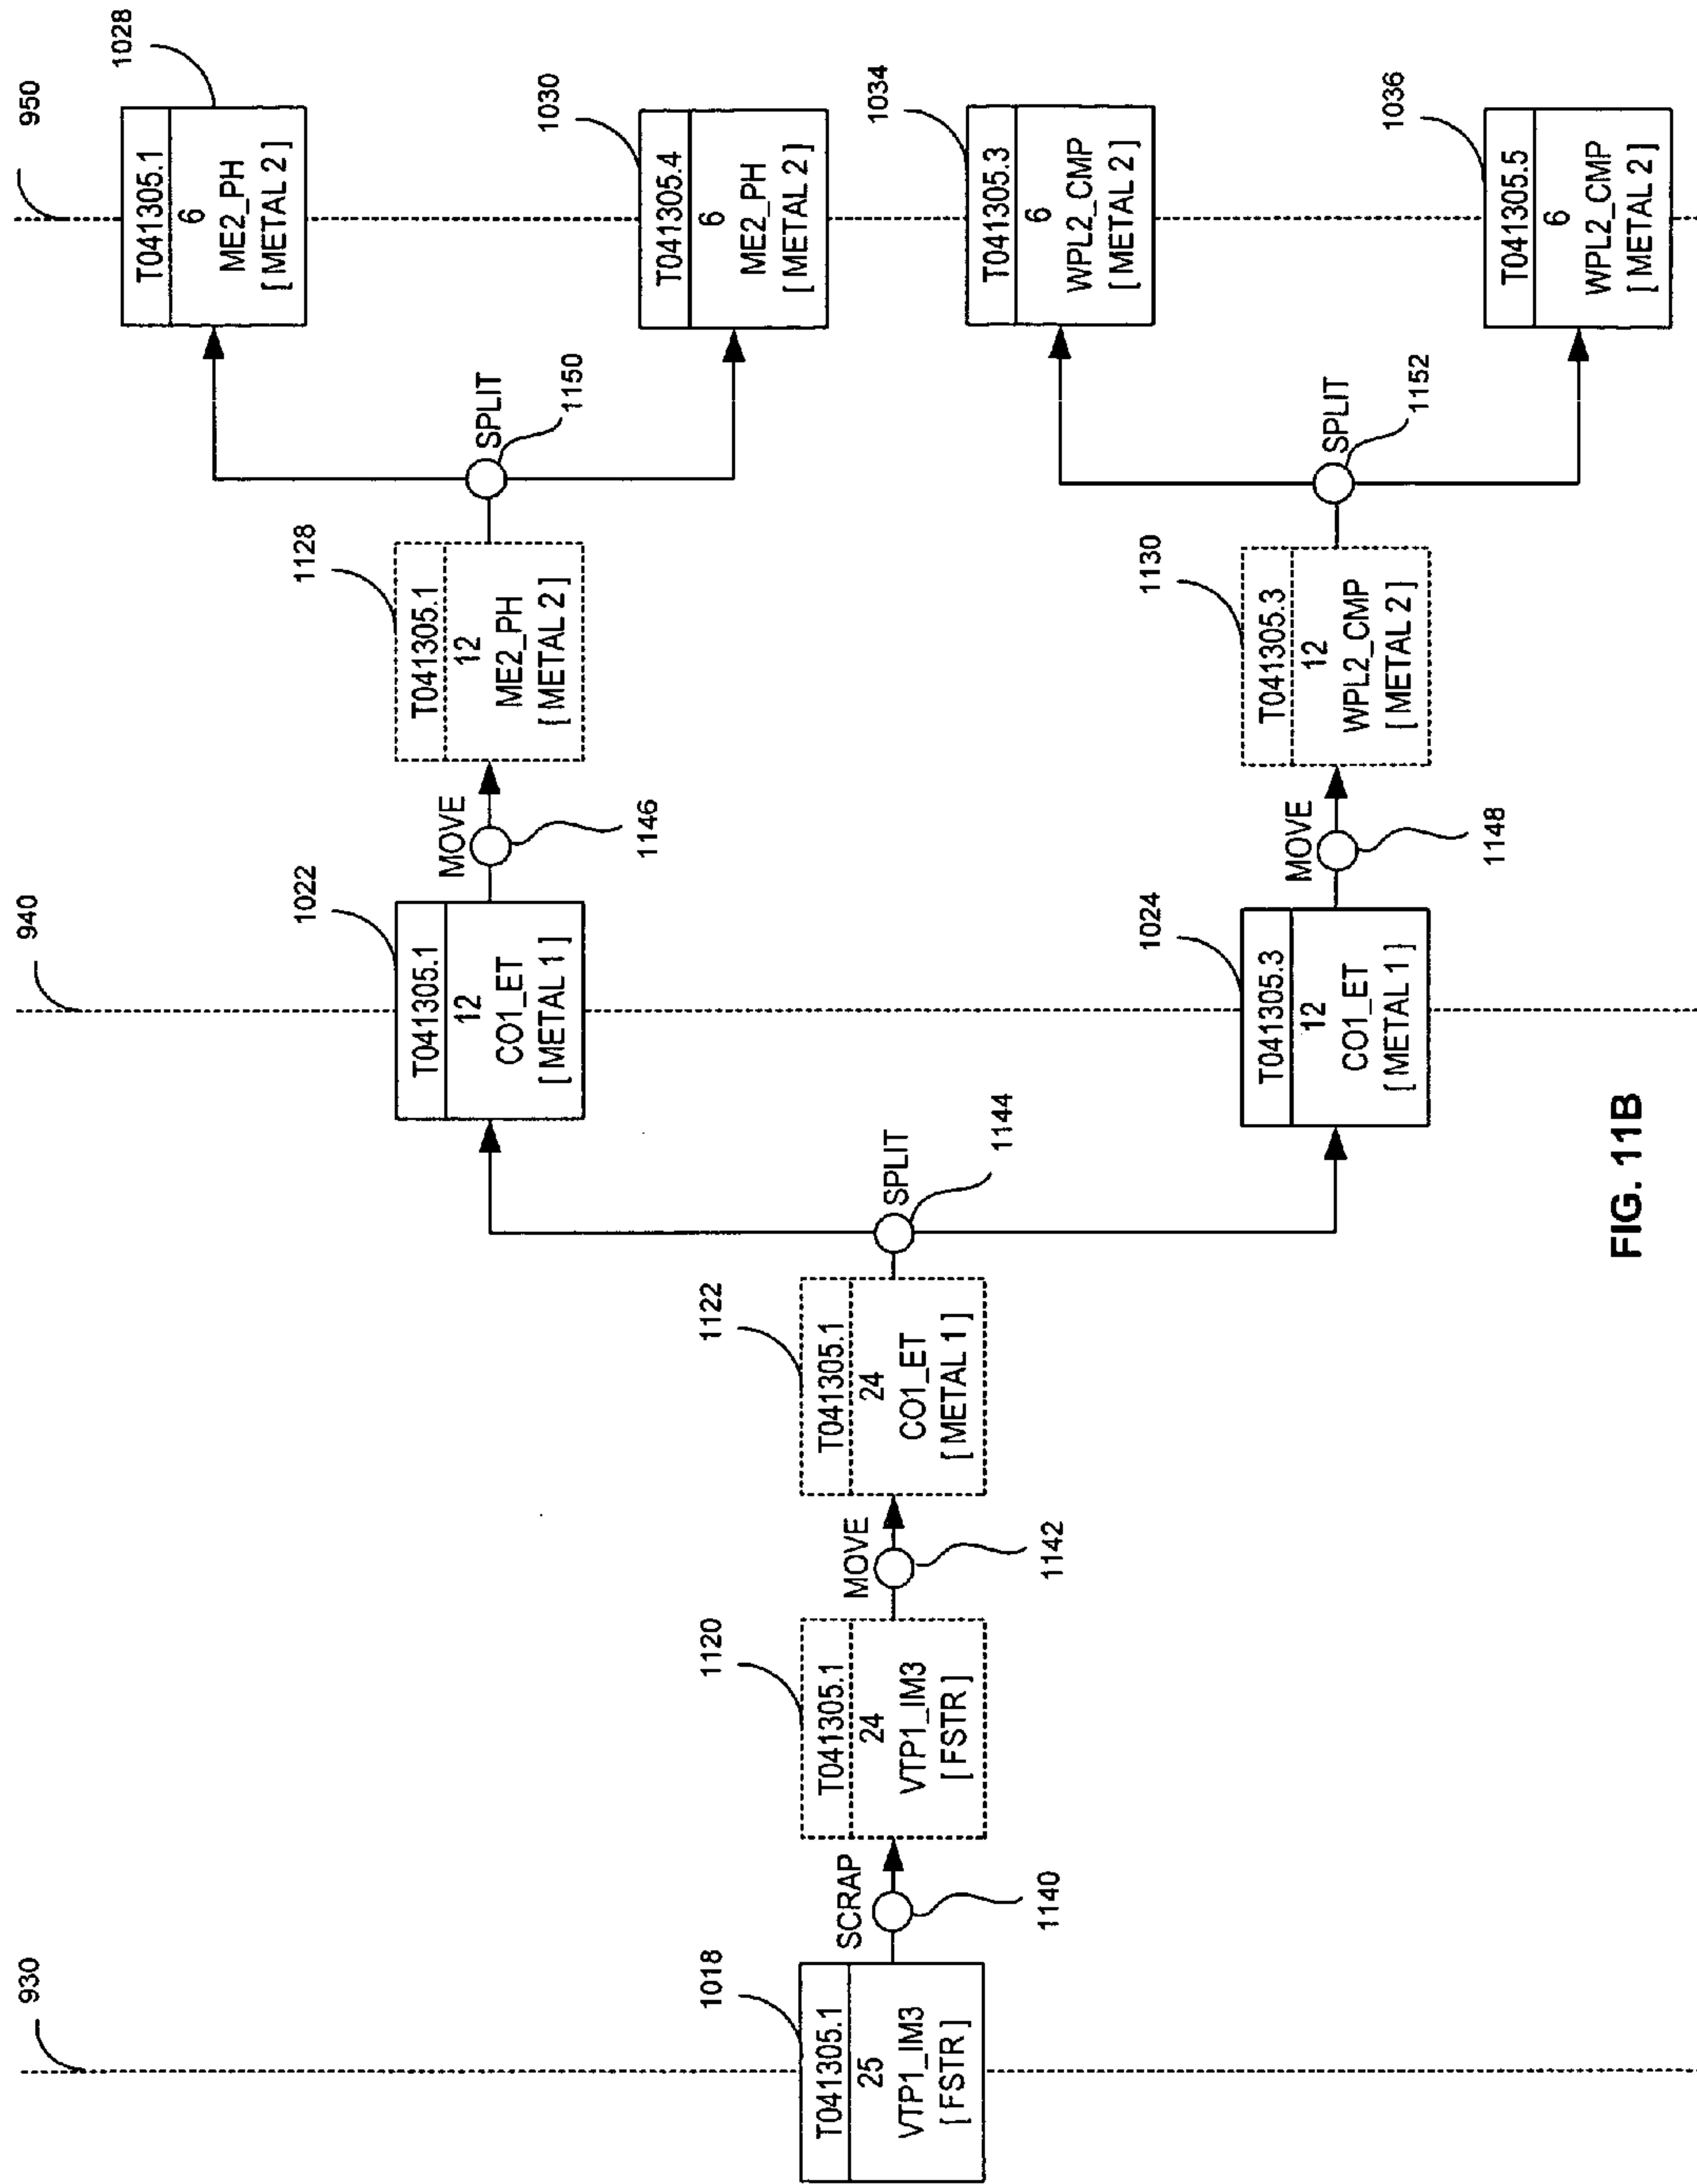 930
940
950
T041305.1
25
VTP1_IM3
[ FSTR ]
1018
SCRAP
1140
T041305.1
24
VTP1_IM3
[ FSTR ]
1120
MOVE
1142
T041305.1
24
CO1_ET
[ METAL 1 ]
1122
SPLIT
1144
T041305.1
12
CO1_ET
[ METAL 1 ]
1022
MOVE
1146
T041305.1
12
ME2_PH
[ METAL 2 ]
1128
SPLIT
1150
T041305.1
6
ME2_PH
[ METAL 2 ]
1028
T041305.4
6
ME2_PH
[ METAL 2 ]
1030
T041305.3
12
CO1_ET
[ METAL 1 ]
1024
MOVE
1148
T041305.3
12
WPL2_CMP
[ METAL 2 ]
1130
SPLIT
1152
T041305.3
6
WPL2_CMP
[ METAL 2 ]
1034
T041305.5
6
WPL2_CMP
[ METAL 2 ]
1036
FIG. 11B